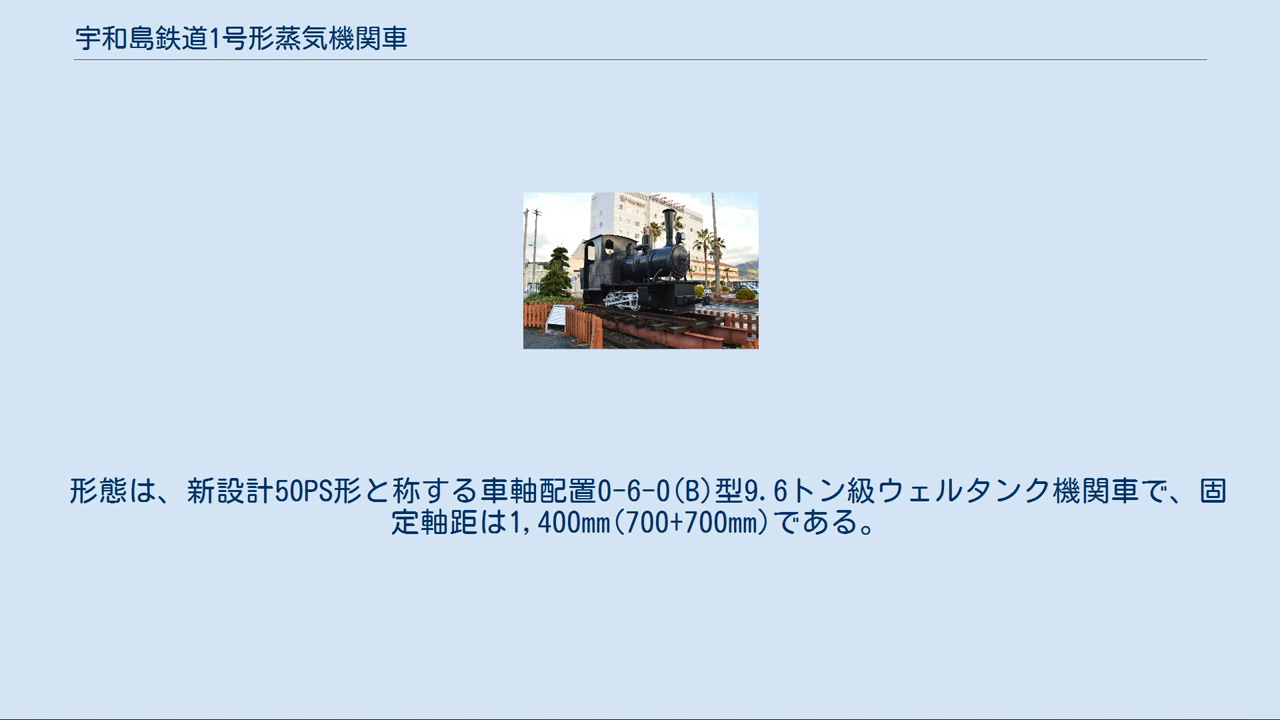 宇和島鉄道1号形蒸気機関車
形態は、新設計50PS形と称する車軸配置0-6-0(B)型9.6トン級ウェルタンク機関車で、固
定軸距は1,400mm(700+700mm)である。